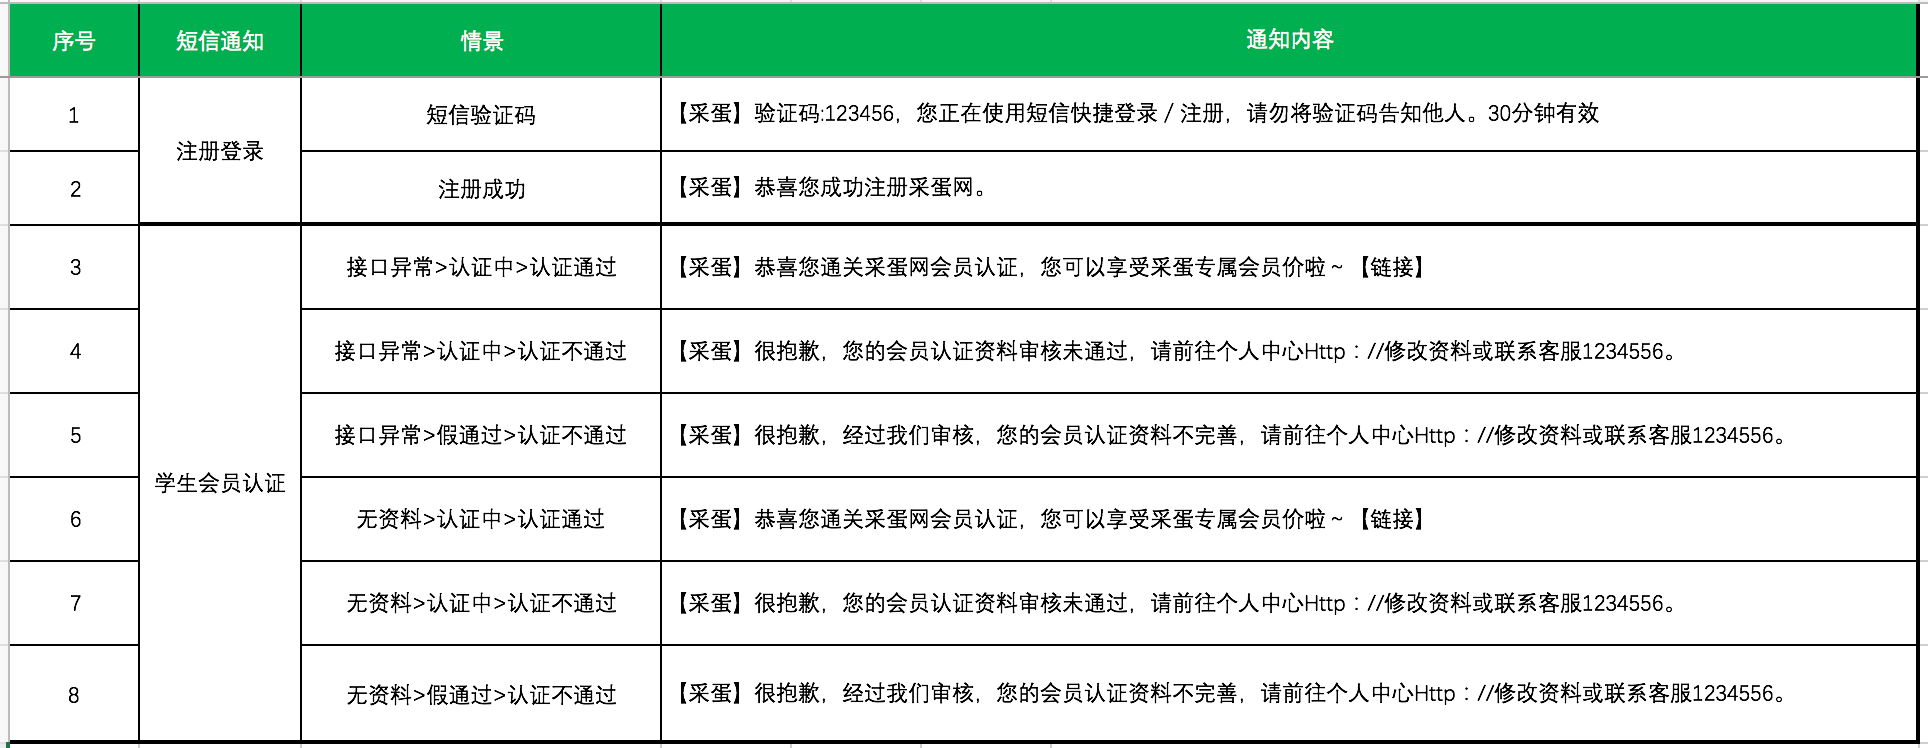 序号 短信通知 情景 通知内容
1 注册登录 短信验证码 【采蛋】验证码:123456，您正在使用短信快捷登录 / 注册，请勿将验证码告知他人。30分钟有效
2 注册成功 【采蛋】恭喜您成功注册采蛋网。
3 学生会员认证 接口异常>认证中>认证通过 【采蛋】恭喜您通关采蛋网会员认证，您可以享受采蛋专属会员价啦～【链接】
4 接口异常>认证中>认证不通过 【采蛋】很抱歉，您的会员认证资料审核未通过，请前往个人中心Http：//修改资料或联系客服1234556。
5 接口异常>假通过>认证不通过 【采蛋】很抱歉，经过我们审核，您的会员认证资料不完善，请前往个人中心Http：//修改资料或联系客服1234556。
6 无资料>认证中>认证通过 【采蛋】恭喜您通关采蛋网会员认证，您可以享受采蛋专属会员价啦～【链接】
7 无资料>认证中>认证不通过 【采蛋】很抱歉，您的会员认证资料审核未通过，请前往个人中心Http：//修改资料或联系客服1234556。
8 无资料>假通过>认证不通过 【采蛋】很抱歉，经过我们审核，您的会员认证资料不完善，请前往个人中心Http：//修改资料或联系客服1234556。